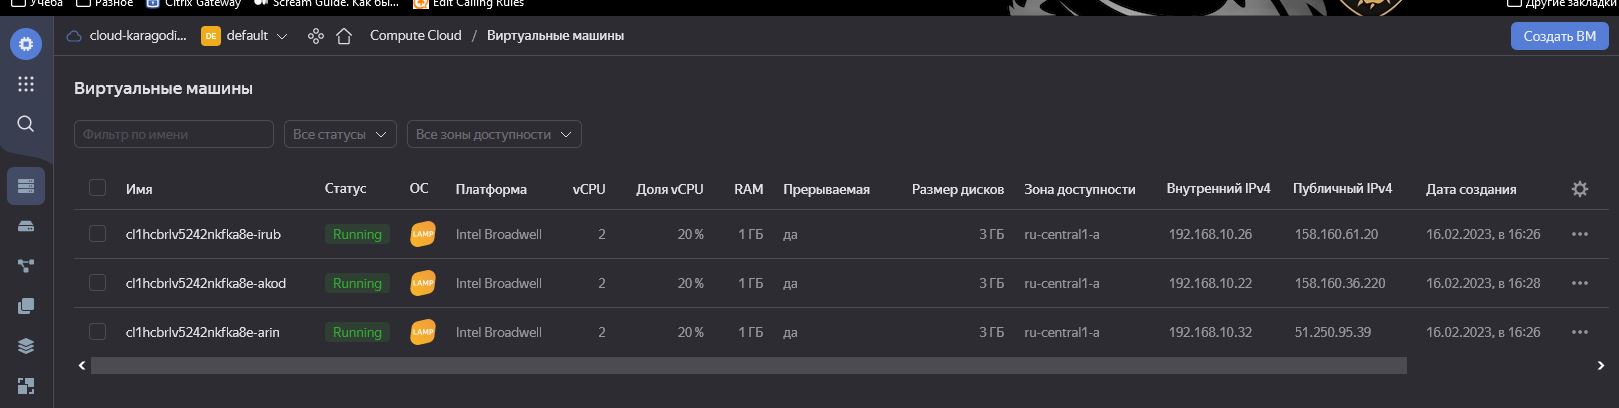 Учеба Разное Citrix Gateway Scream Guide. Как бы... Edit Calling Rules Другие закладки
cloud-karagodi... DE default Compute Cloud / Виртуальные машины Создать ВМ
Виртуальные машины
Фильтр по имени Все статусы Все зоны доступности
Имя Статус ОС Платформа vCPU Доля vCPU RAM Прерываемая Размер дисков Зона доступности Внутренний IPv4 Публичный IPv4 Дата создания
cl1hcbrlv5242nkfka8e-irub Running LAMP Intel Broadwell 2 20 % 1 ГБ да 3 ГБ ru-central1-a 192.168.10.26 158.160.61.20 16.02.2023, в 16:26
cl1hcbrlv5242nkfka8e-akod Running LAMP Intel Broadwell 2 20 % 1 ГБ да 3 ГБ ru-central1-a 192.168.10.22 158.160.36.220 16.02.2023, в 16:28
cl1hcbrlv5242nkfka8e-arin Running LAMP Intel Broadwell 2 20 % 1 ГБ да 3 ГБ ru-central1-a 192.168.10.32 51.250.95.39 16.02.2023, в 16:26